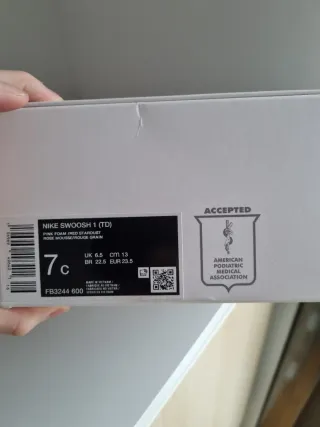 NIKE SWOOSH 1 (TD)
PINK FOAM/RED STARDUST
ROSE MOUSSE/ROUGE GRAIN
7 C
UK 6.5 CM 13
BR 22.5 EUR 23.5
FB3244 600
ACCEPTED
AMERICAN
PODIATRIC
MEDICAL
ASSOCIATION